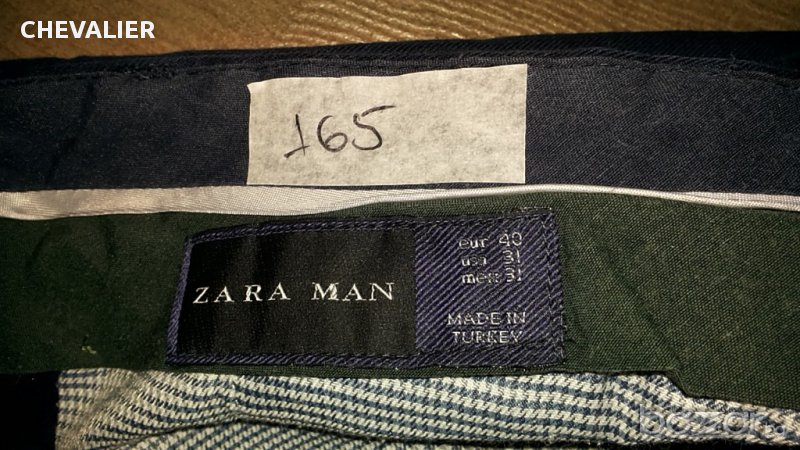 CHEVALIER
165
ZARA MAN
eur 40
usa 31
mex 31
MADE IN
TURKEY